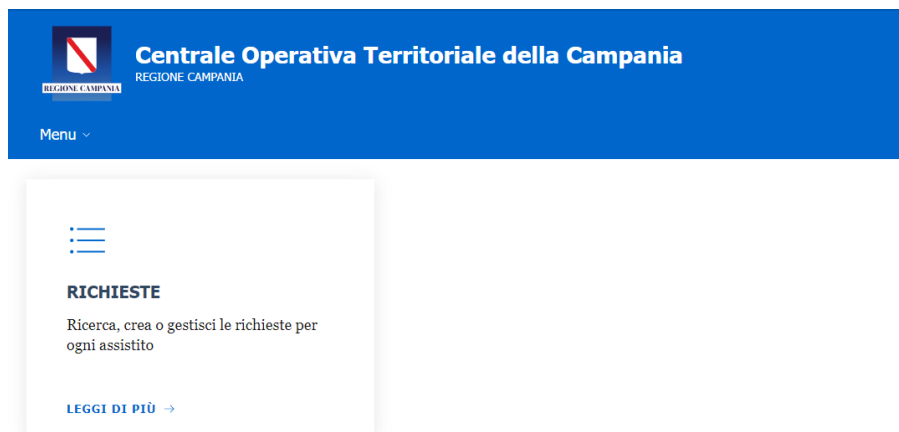 Centrale Operativa Territoriale della Campania
REGIONE CAMPANIA
REGIONE CAMPANIA
Menu
RICHIESTE
Ricerca, crea o gestisci le richieste per
ogni assistito
LEGGI DI PIÙ →